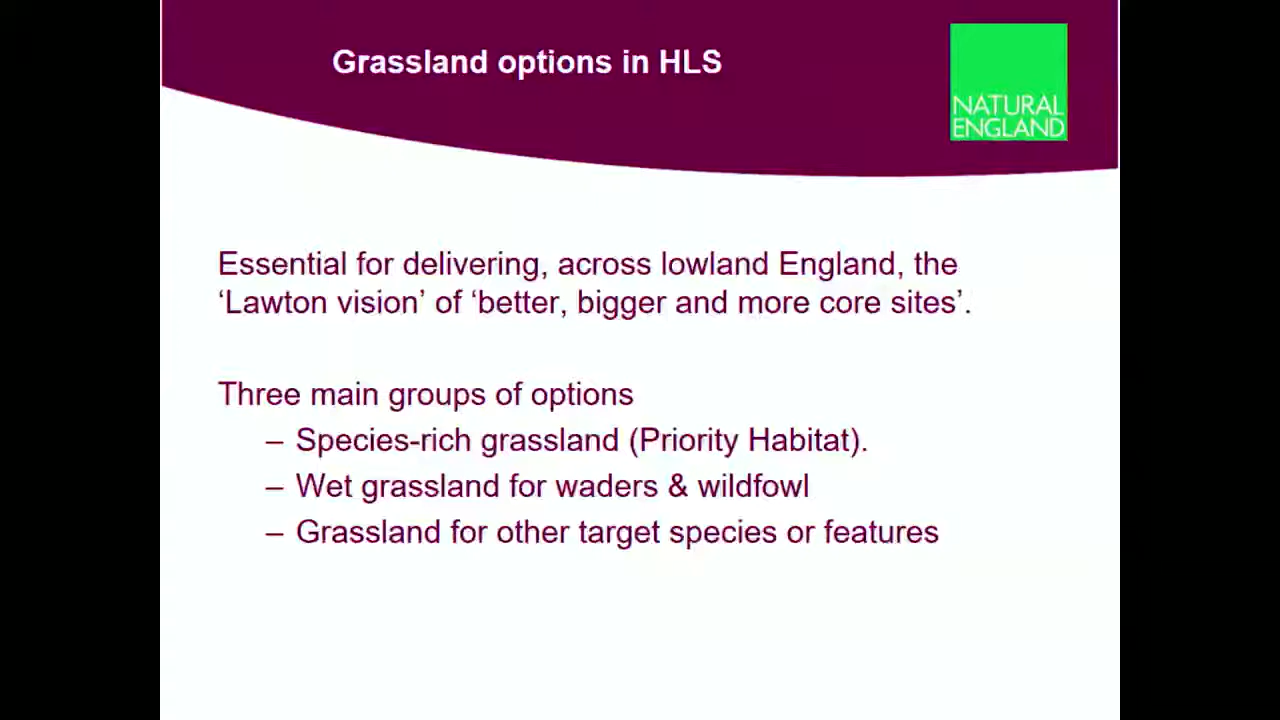 Grassland options in HLS
NATURAL
ENGLAND
Essential for delivering, across lowland England, the
‘Lawton vision’ of ‘better, bigger and more core sites’.
Three main groups of options
– Species-rich grassland (Priority Habitat).
– Wet grassland for waders & wildfowl
– Grassland for other target species or features